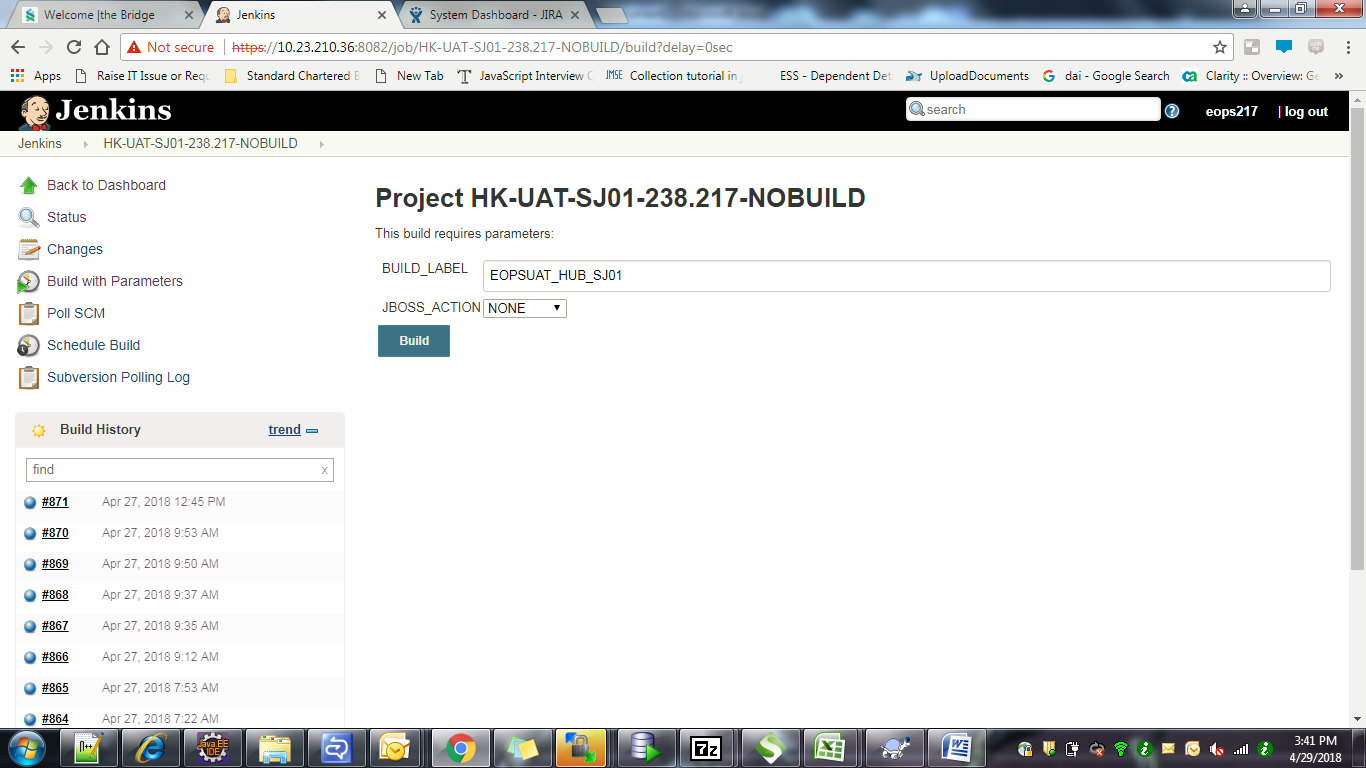 Welcome |the Bridge
Jenkins
System Dashboard - JIRA
Not secure https://10.23.210.36:8082/job/HK-UAT-SJ01-238.217-NOBUILD/build?delay=0sec
Apps Raise IT Issue or Requ Standard Chartered B New Tab JavaScript Interview C JMSE Collection tutorial in j ESS - Dependent Deta UploadDocuments dai - Google Search Clarity :: Overview: Ge »
Jenkins search eops217 | log out
Jenkins HK-UAT-SJ01-238.217-NOBUILD
Back to Dashboard
Status
Changes
Build with Parameters
Poll SCM
Schedule Build
Subversion Polling Log
Project HK-UAT-SJ01-238.217-NOBUILD
This build requires parameters:
BUILD_LABEL EOPSUAT_HUB_SJ01
JBOSS_ACTION NONE
Build
Build History trend
find x
#871 Apr 27, 2018 12:45 PM
#870 Apr 27, 2018 9:53 AM
#869 Apr 27, 2018 9:50 AM
#868 Apr 27, 2018 9:37 AM
#867 Apr 27, 2018 9:35 AM
#866 Apr 27, 2018 9:12 AM
#865 Apr 27, 2018 7:53 AM
#864 Apr 27, 2018 7:22 AM
Java EE
IDE
7z
3:41 PM
4/29/2018